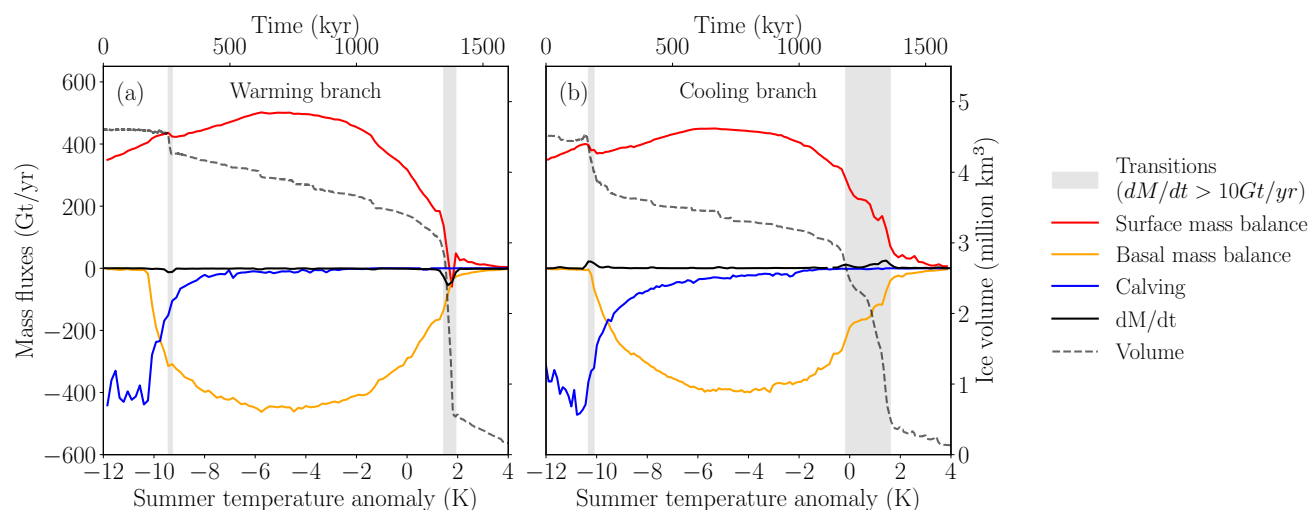 Time (kyr)
Time (kyr)
0 500 1000 1500
0 500 1000 1500
(a) Warming branch
(b) Cooling branch
Mass fluxes (Gt/yr)
600
400
200
0
−200
−400
−600
Ice volume (million km³)
5
4
3
2
1
0
−12 −10 −8 −6 −4 −2 0 2 4
−12 −10 −8 −6 −4 −2 0 2 4
Summer temperature anomaly (K)
Summer temperature anomaly (K)
Transitions
(dM/dt > 10Gt/yr)
Surface mass balance
Basal mass balance
Calving
dM/dt
Volume